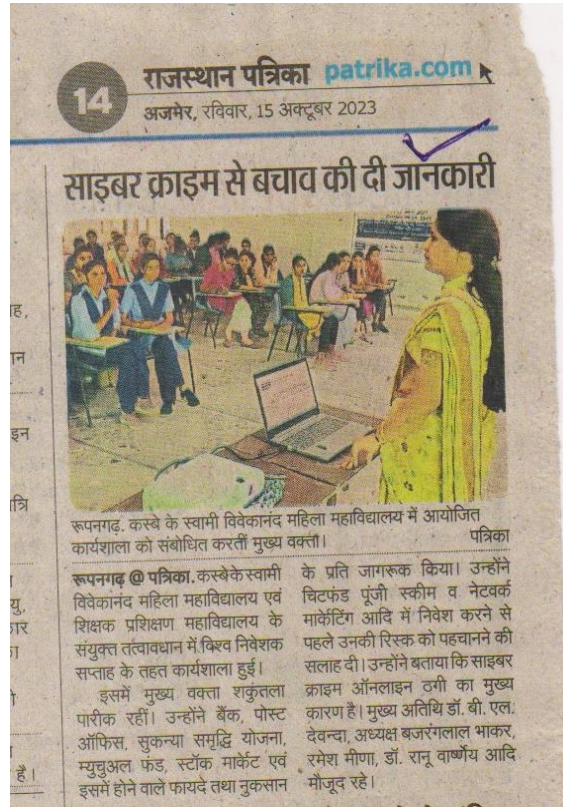 14
राजस्थान पत्रिका patrika.com
अजमेर, रविवार, 15 अक्टूबर 2023
साइबर क्राइम से बचाव की दी जानकारी
रूपनगढ़. कस्बे के स्वामी विवेकानंद महिला महाविद्यालय में आयोजित
कार्यशाला को संबोधित करतीं मुख्य वक्ता।
पत्रिका
रूपनगढ़ @ पत्रिका. कस्बे के स्वामी
विवेकानंद महिला महाविद्यालय एवं
शिक्षक प्रशिक्षण महाविद्यालय के
संयुक्त तत्वावधान में विश्व निवेशक
सप्ताह के तहत कार्यशाला हुई।
इसमें मुख्य वक्ता शकुंतला
पारीक रहीं। उन्होंने बैंक, पोस्ट
ऑफिस, सुकन्या समृद्धि योजना,
म्युचुअल फंड, स्टॉक मार्केट एवं
इसमें होने वाले फायदे तथा नुकसान
के प्रति जागरूक किया। उन्होंने
चिटफंड पूंजी स्कीम व नेटवर्क
मार्केटिंग आदि में निवेश करने से
पहले उनकी रिस्क को पहचानने की
सलाह दी। उन्होंने बताया कि साइबर
क्राइम ऑनलाइन ठगी का मुख्य
कारण है। मुख्य अतिथि डॉ. बी. एल.
देवन्दा, अध्यक्ष बजरंगलाल भाकर,
रमेश मीणा, डॉ. रानू वार्ष्णेय आदि
मौजूद रहे।
है।